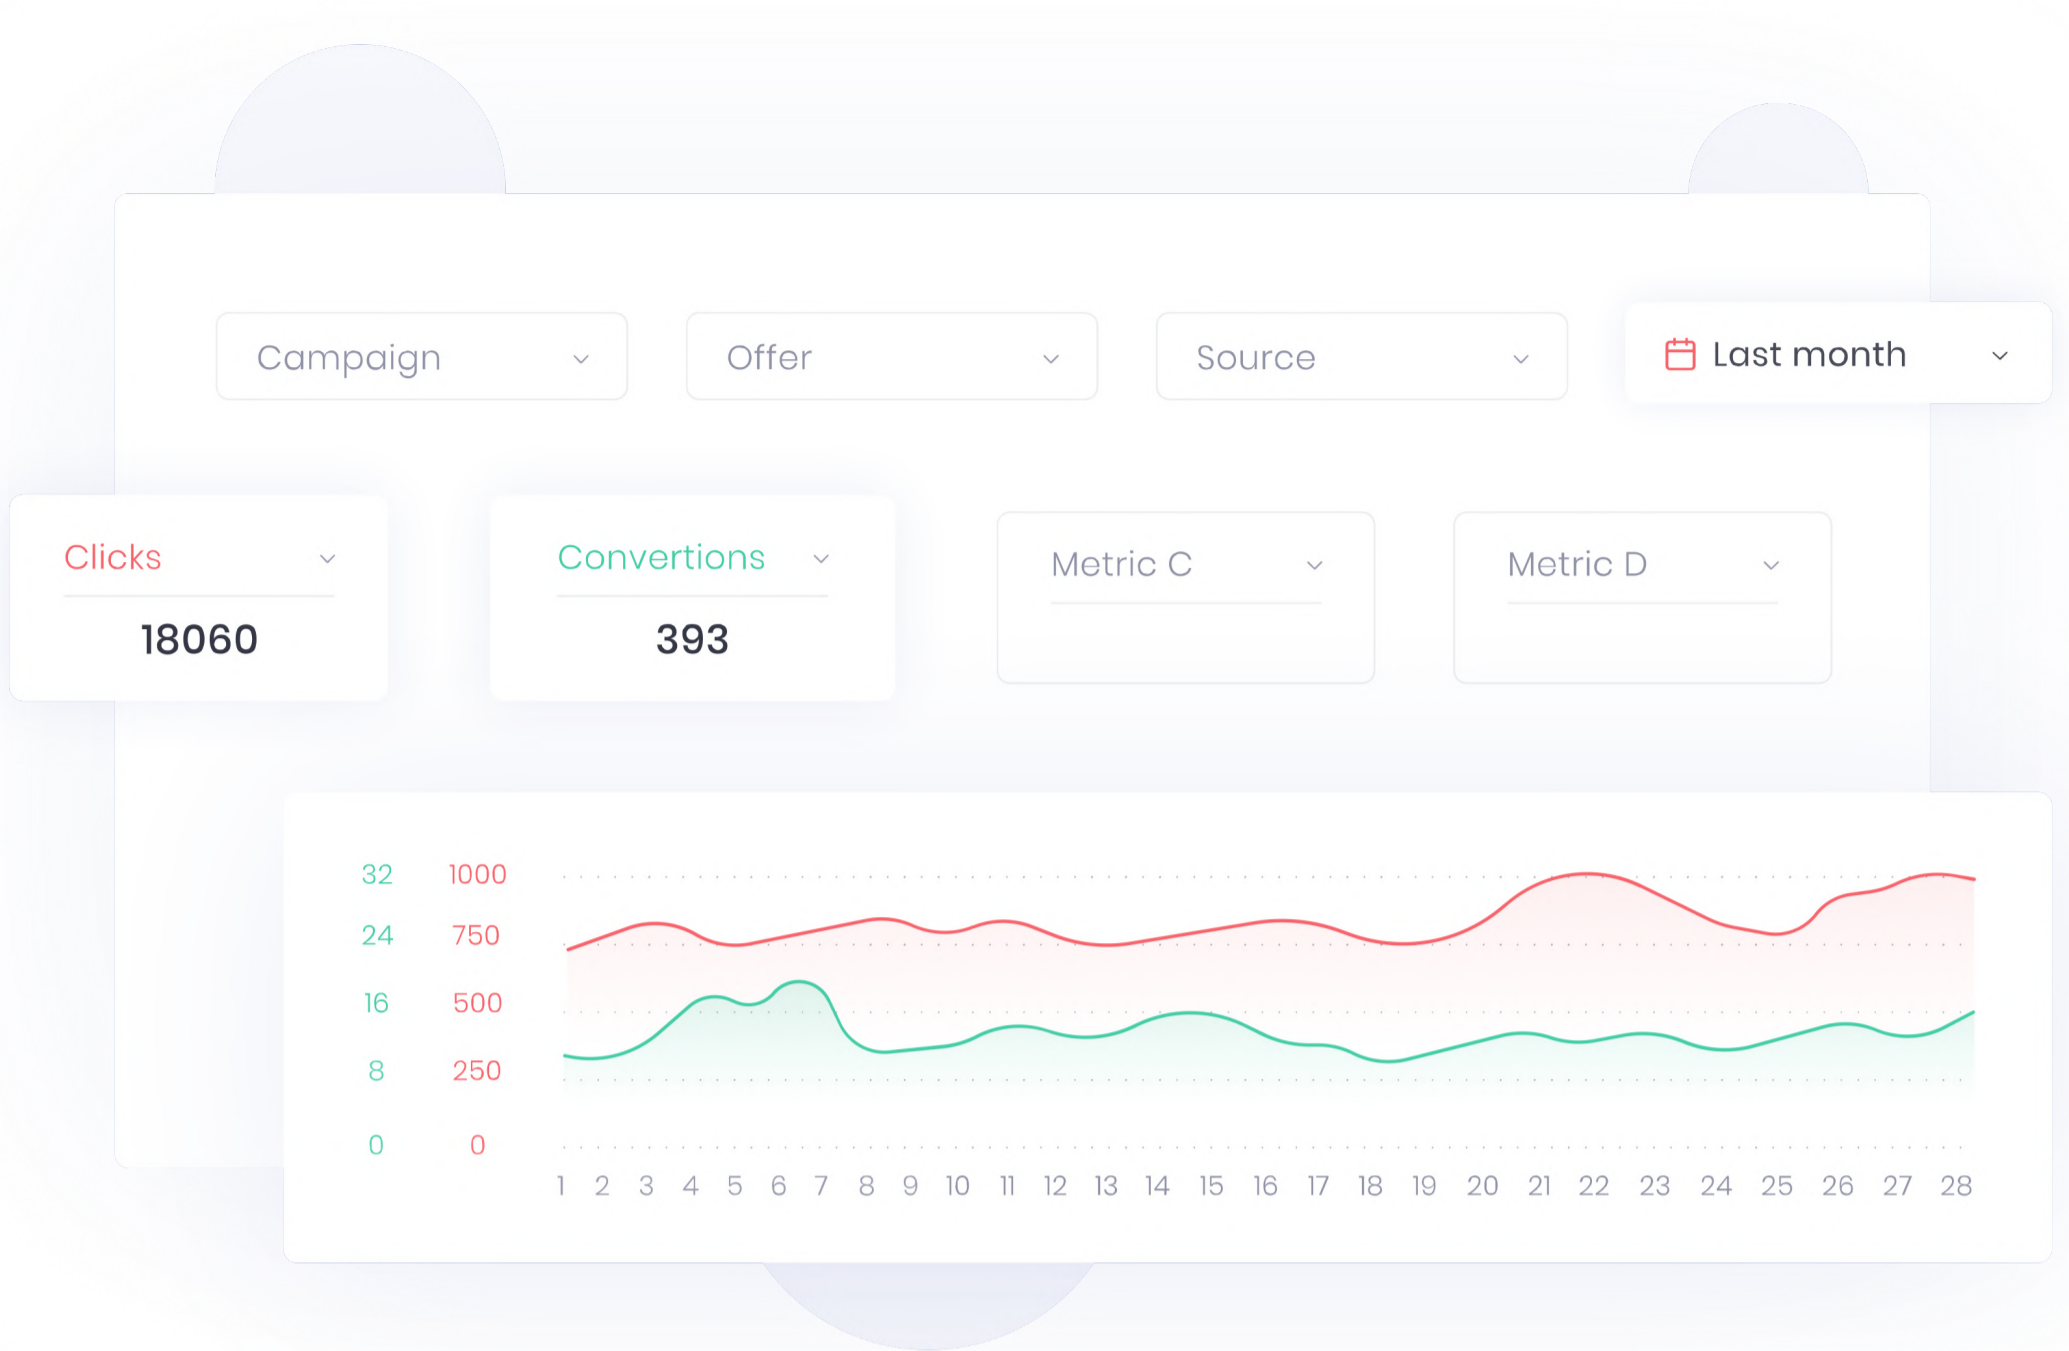 Campaign
Offer
Source
Last month
Clicks
18060
Convertions
393
Metric C
Metric D
32 1000
24 750
16 500
8 250
0 0
1 2 3 4 5 6 7 8 9 10 11 12 13 14 15 16 17 18 19 20 21 22 23 24 25 26 27 28